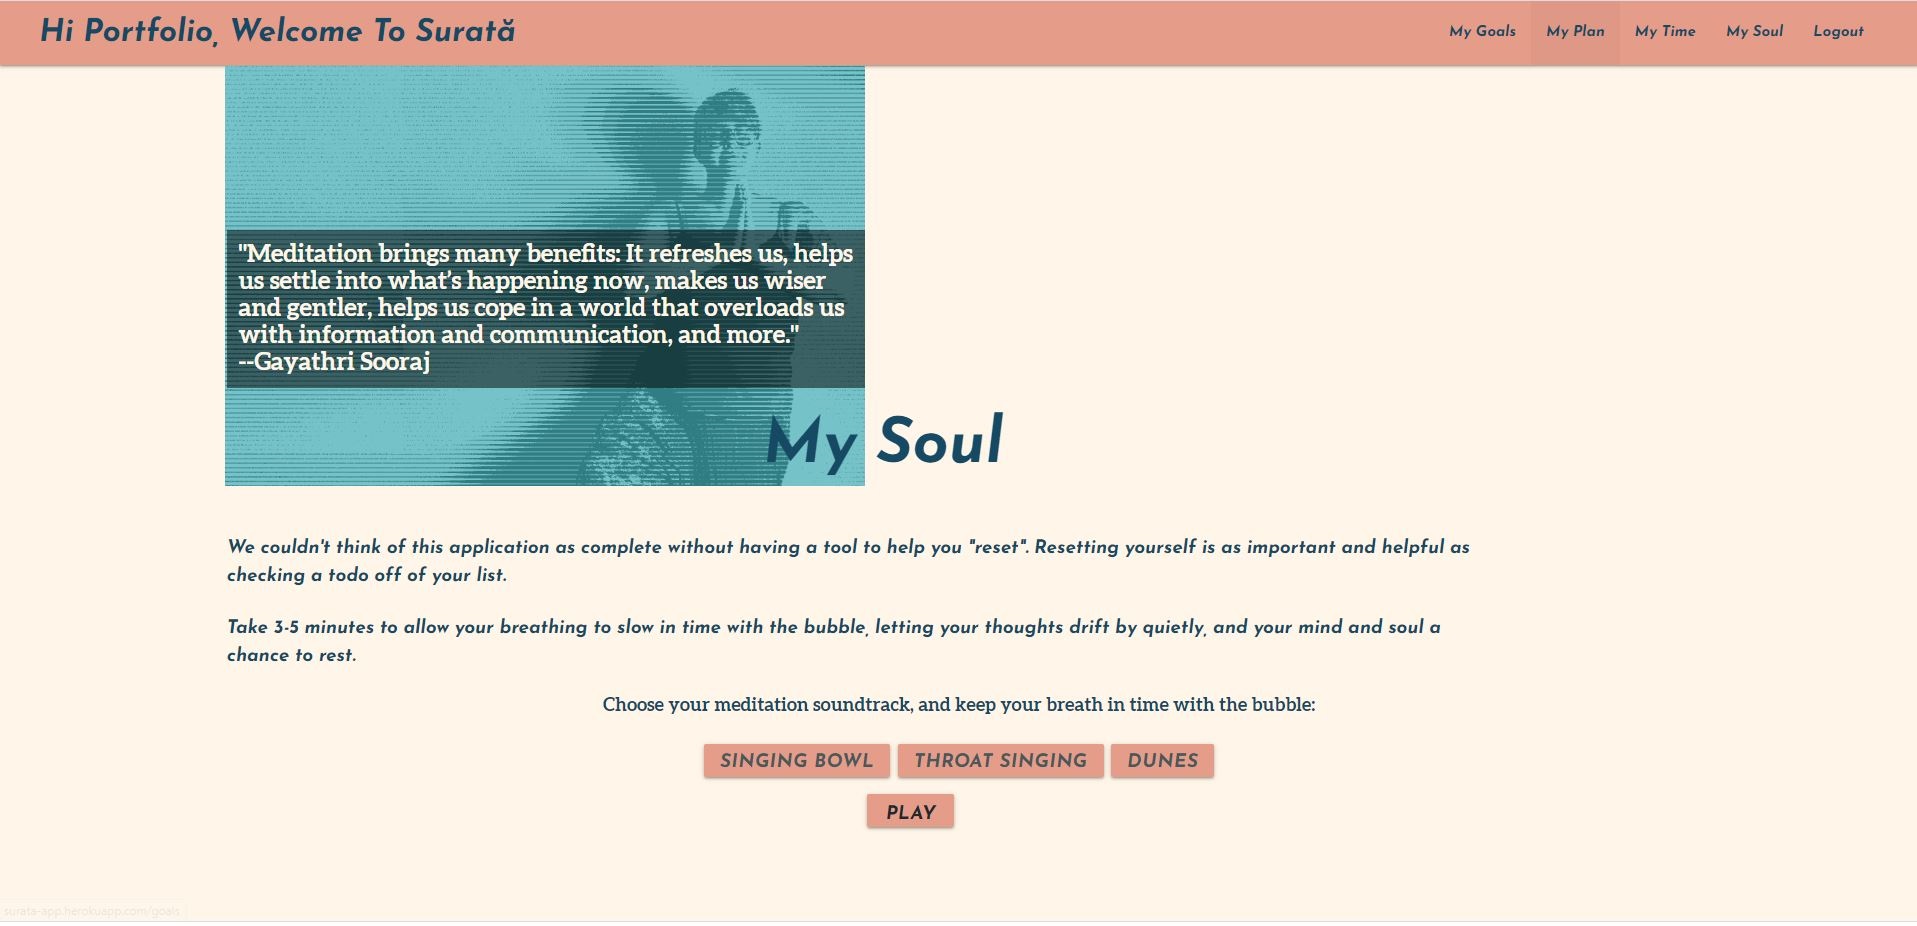 Hi Portfolio, Welcome To Surată
My Goals
My Plan
My Time
My Soul
Logout
"Meditation brings many benefits: It refreshes us, helps
us settle into what’s happening now, makes us wiser
and gentler, helps us cope in a world that overloads us
with information and communication, and more."
--Gayathri Sooraj
My Soul
We couldn't think of this application as complete without having a tool to help you "reset". Resetting yourself is as important and helpful as
checking a todo off of your list.
Take 3-5 minutes to allow your breathing to slow in time with the bubble, letting your thoughts drift by quietly, and your mind and soul a
chance to rest.
Choose your meditation soundtrack, and keep your breath in time with the bubble:
SINGING BOWL
THROAT SINGING
DUNES
PLAY
surata-app.herokuapp.com/goals